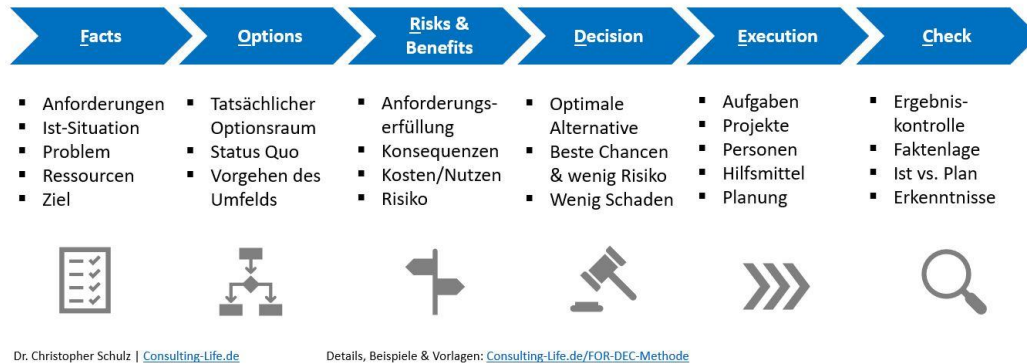 Facts
Options
Risks &
Benefits
Decision
Execution
Check
▪ Anforderungen
▪ Ist-Situation
▪ Problem
▪ Ressourcen
▪ Ziel
▪ Tatsächlicher
Optionsraum
▪ Status Quo
▪ Vorgehen des
Umfelds
▪ Anforderungs-
erfüllung
▪ Konsequenzen
▪ Kosten/Nutzen
▪ Risiko
▪ Optimale
Alternative
▪ Beste Chancen
& wenig Risiko
▪ Wenig Schaden
▪ Aufgaben
▪ Projekte
▪ Personen
▪ Hilfsmittel
▪ Planung
▪ Ergebnis-
kontrolle
▪ Faktenlage
▪ Ist vs. Plan
▪ Erkenntnisse
Dr. Christopher Schulz | Consulting-Life.de
Details, Beispiele & Vorlagen: Consulting-Life.de/FOR-DEC-Methode